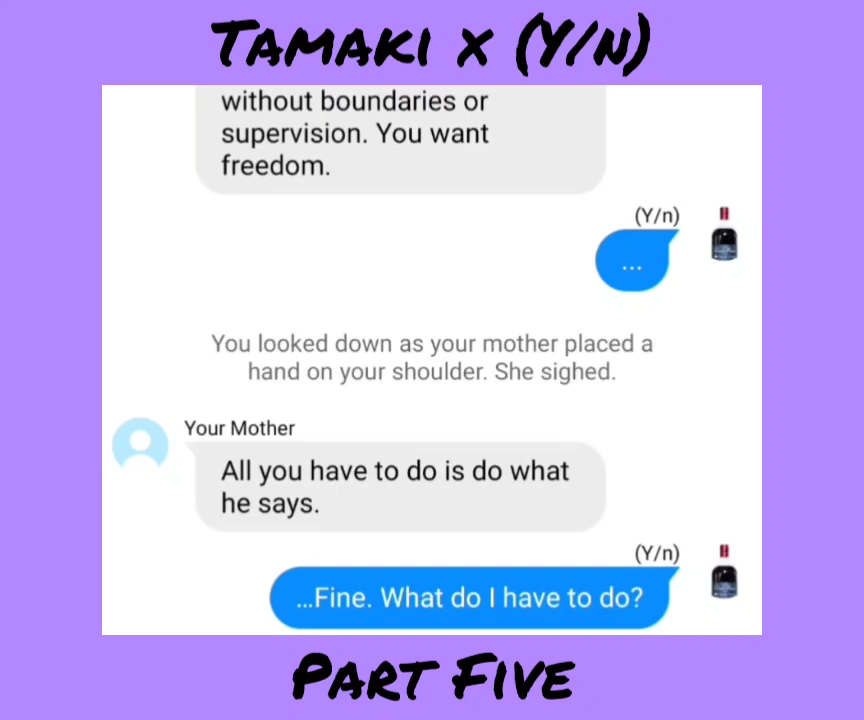 TAMAKI X (Y/N)
without boundaries or
supervision. You want
freedom.
(Y/n)
...
You looked down as your mother placed a
hand on your shoulder. She sighed.
Your Mother
All you have to do is do what
he says.
(Y/n)
...Fine. What do I have to do?
PART FIVE